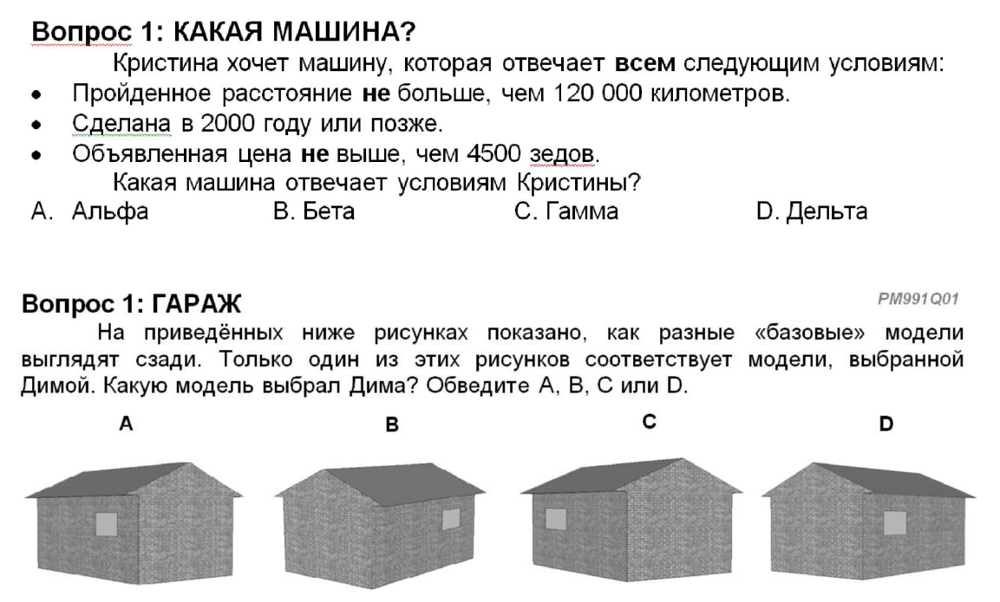 Вопрос 1: КАКАЯ МАШИНА?
Кристина хочет машину, которая отвечает всем следующим условиям:
• Пройденное расстояние не больше, чем 120 000 километров.
• Сделана в 2000 году или позже.
• Объявленная цена не выше, чем 4500 зедов.
Какая машина отвечает условиям Кристины?
A. Альфа B. Бета C. Гамма D. Дельта
Вопрос 1: ГАРАЖ PM991Q01
На приведённых ниже рисунках показано, как разные «базовые» модели
выглядят сзади. Только один из этих рисунков соответствует модели, выбранной
Димой. Какую модель выбрал Дима? Обведите A, B, C или D.
A B C D